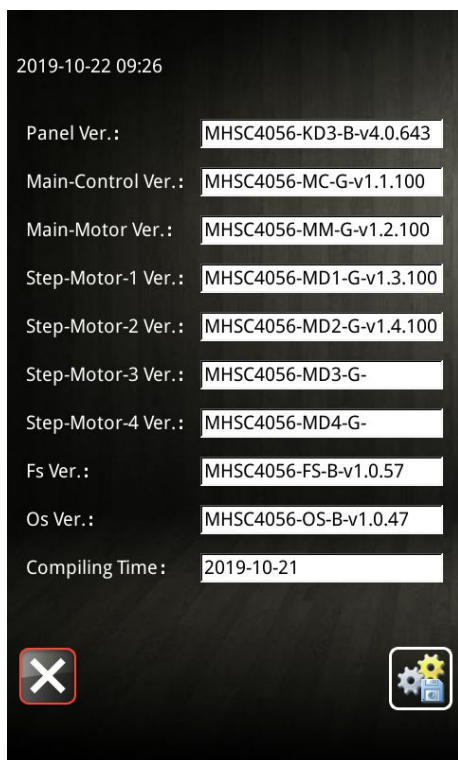 2019-10-22 09:26
Panel Ver.: MHSC4056-KD3-B-v4.0.643
Main-Control Ver.: MHSC4056-MC-G-v1.1.100
Main-Motor Ver.: MHSC4056-MM-G-v1.2.100
Step-Motor-1 Ver.: MHSC4056-MD1-G-v1.3.100
Step-Motor-2 Ver.: MHSC4056-MD2-G-v1.4.100
Step-Motor-3 Ver.: MHSC4056-MD3-G-
Step-Motor-4 Ver.: MHSC4056-MD4-G-
Fs Ver.: MHSC4056-FS-B-v1.0.57
Os Ver.: MHSC4056-OS-B-v1.0.47
Compiling Time: 2019-10-21